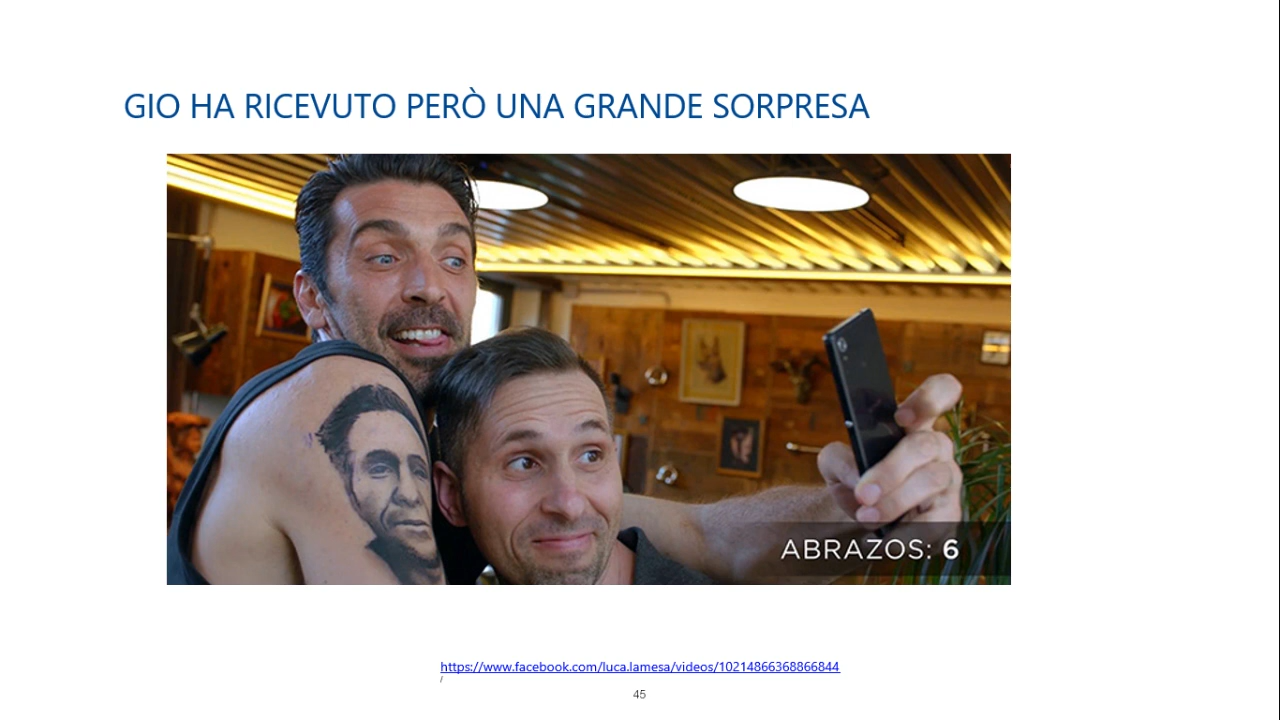 GIO HA RICEVUTO PERÒ UNA GRANDE SORPRESA
ABRAZOS: 6
https://www.facebook.com/luca.lamesa/videos/10214866368866844
/
45